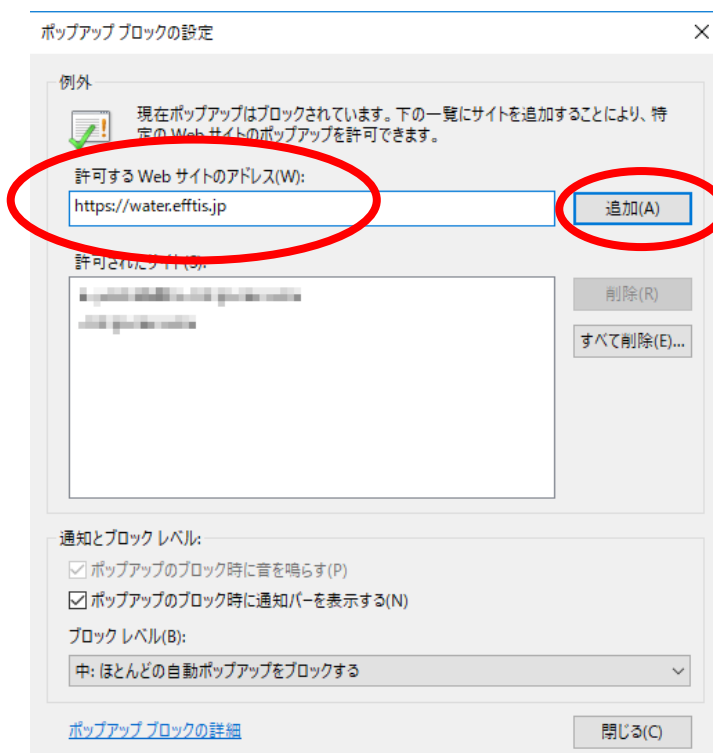 ポップアップ ブロックの設定
例外
現在ポップアップはブロックされています。下の一覧にサイトを追加することにより、特
定の Web サイトのポップアップを許可できます。
許可する Web サイトのアドレス(W):
https://water.efftis.jp
追加(A)
許可されたサイト(S):
削除(R)
すべて削除(E)...
通知とブロック レベル:
ポップアップのブロック時に音を鳴らす(P)
ポップアップのブロック時に通知バーを表示する(N)
ブロック レベル(B):
中: ほとんどの自動ポップアップをブロックする
ポップアップ ブロックの詳細
閉じる(C)